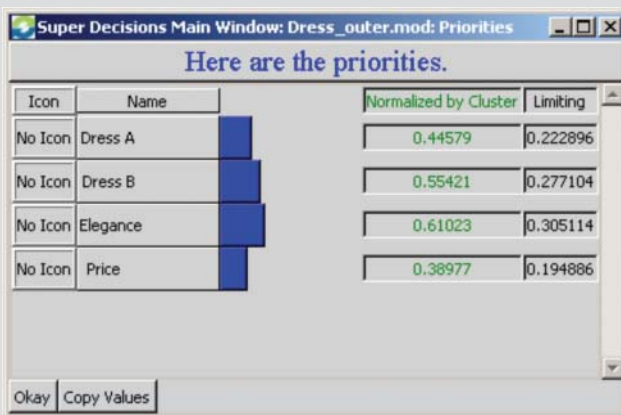 Super Decisions Main Window: Dress_outer.mod: Priorities
Here are the priorities.
Icon Name Normalized by Cluster Limiting
No Icon Dress A 0.44579 0.222896
No Icon Dress B 0.55421 0.277104
No Icon Elegance 0.61023 0.305114
No Icon Price 0.38977 0.194886
Okay Copy Values